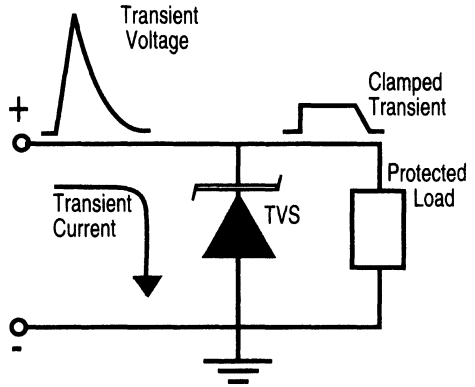 Transient
Voltage
Clamped
Transient
+
Protected
Load
Transient
Current
TVS
-